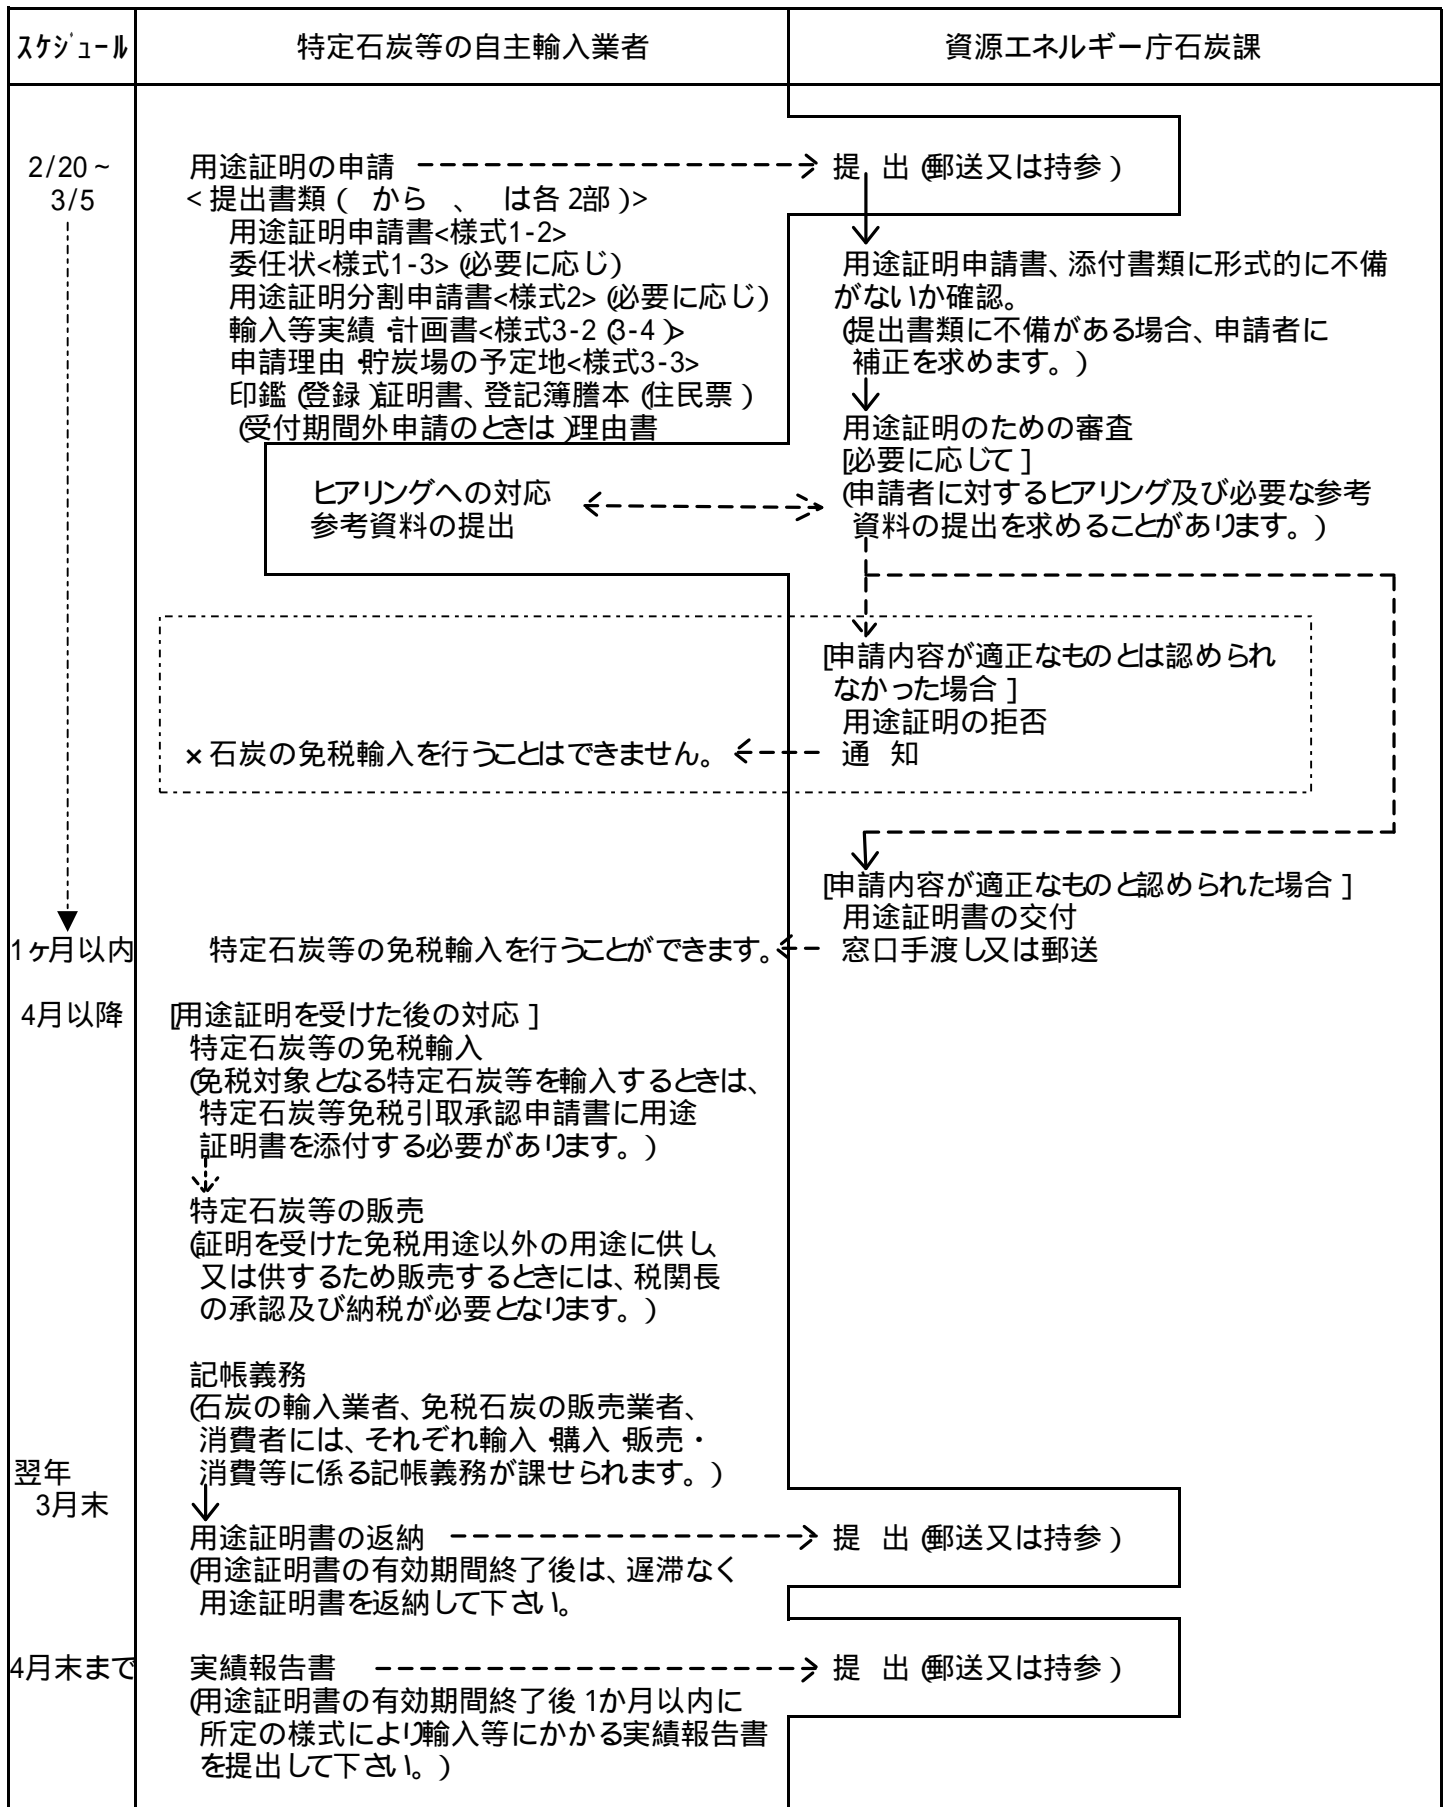 スケジュール
特定石炭等の自主輸入業者
資源エネルギー庁石炭課
2/20～
3/5
用途証明の申請
<提出書類( から 、 は各2部)>
用途証明申請書<様式1-2>
委任状<様式1-3>(必要に応じ)
用途証明分割申請書<様式2>(必要に応じ)
輸入等実績・計画書<様式3-2(3-4)>
申請理由・貯炭場の予定地<様式3-3>
印鑑(登録)証明書、登記簿謄本(住民票)
(受付期間外申請のときは)理由書
提 出(郵送又は持参)
用途証明申請書、添付書類に形式的に不備
がないか確認。
(提出書類に不備がある場合、申請者に
補正を求めます。)
用途証明のための審査
[必要に応じて]
(申請者に対するヒアリング及び必要な参考
資料の提出を求めることがあります。)
ヒアリングへの対応
参考資料の提出
[申請内容が適正なものとは認められ
なかった場合]
用途証明の拒否
通 知
×石炭の免税輸入を行うことはできません。
[申請内容が適正なものと認められた場合]
用途証明書の交付
窓口手渡し又は郵送
1ヶ月以内
特定石炭等の免税輸入を行うことができます。
4月以降
[用途証明を受けた後の対応]
特定石炭等の免税輸入
(免税対象となる特定石炭等を輸入するときは、
特定石炭等免税引取承認申請書に用途
証明書を添付する必要があります。)
特定石炭等の販売
(証明を受けた免税用途以外の用途に供し、
又は供するため販売するときには、税関長
の承認及び納税が必要となります。)
記帳義務
(石炭の輸入業者、免税石炭の販売業者、
消費者には、それぞれ輸入・購入・販売・
消費等に係る記帳義務が課せられます。)
翌年
3月末
用途証明書の返納
提 出(郵送又は持参)
(用途証明書の有効期間終了後は、遅滞なく
用途証明書を返納して下さい。
4月末まで
実績報告書
提 出(郵送又は持参)
(用途証明書の有効期間終了後1か月以内に
所定の様式により輸入等にかかる実績報告書
を提出して下さい。)